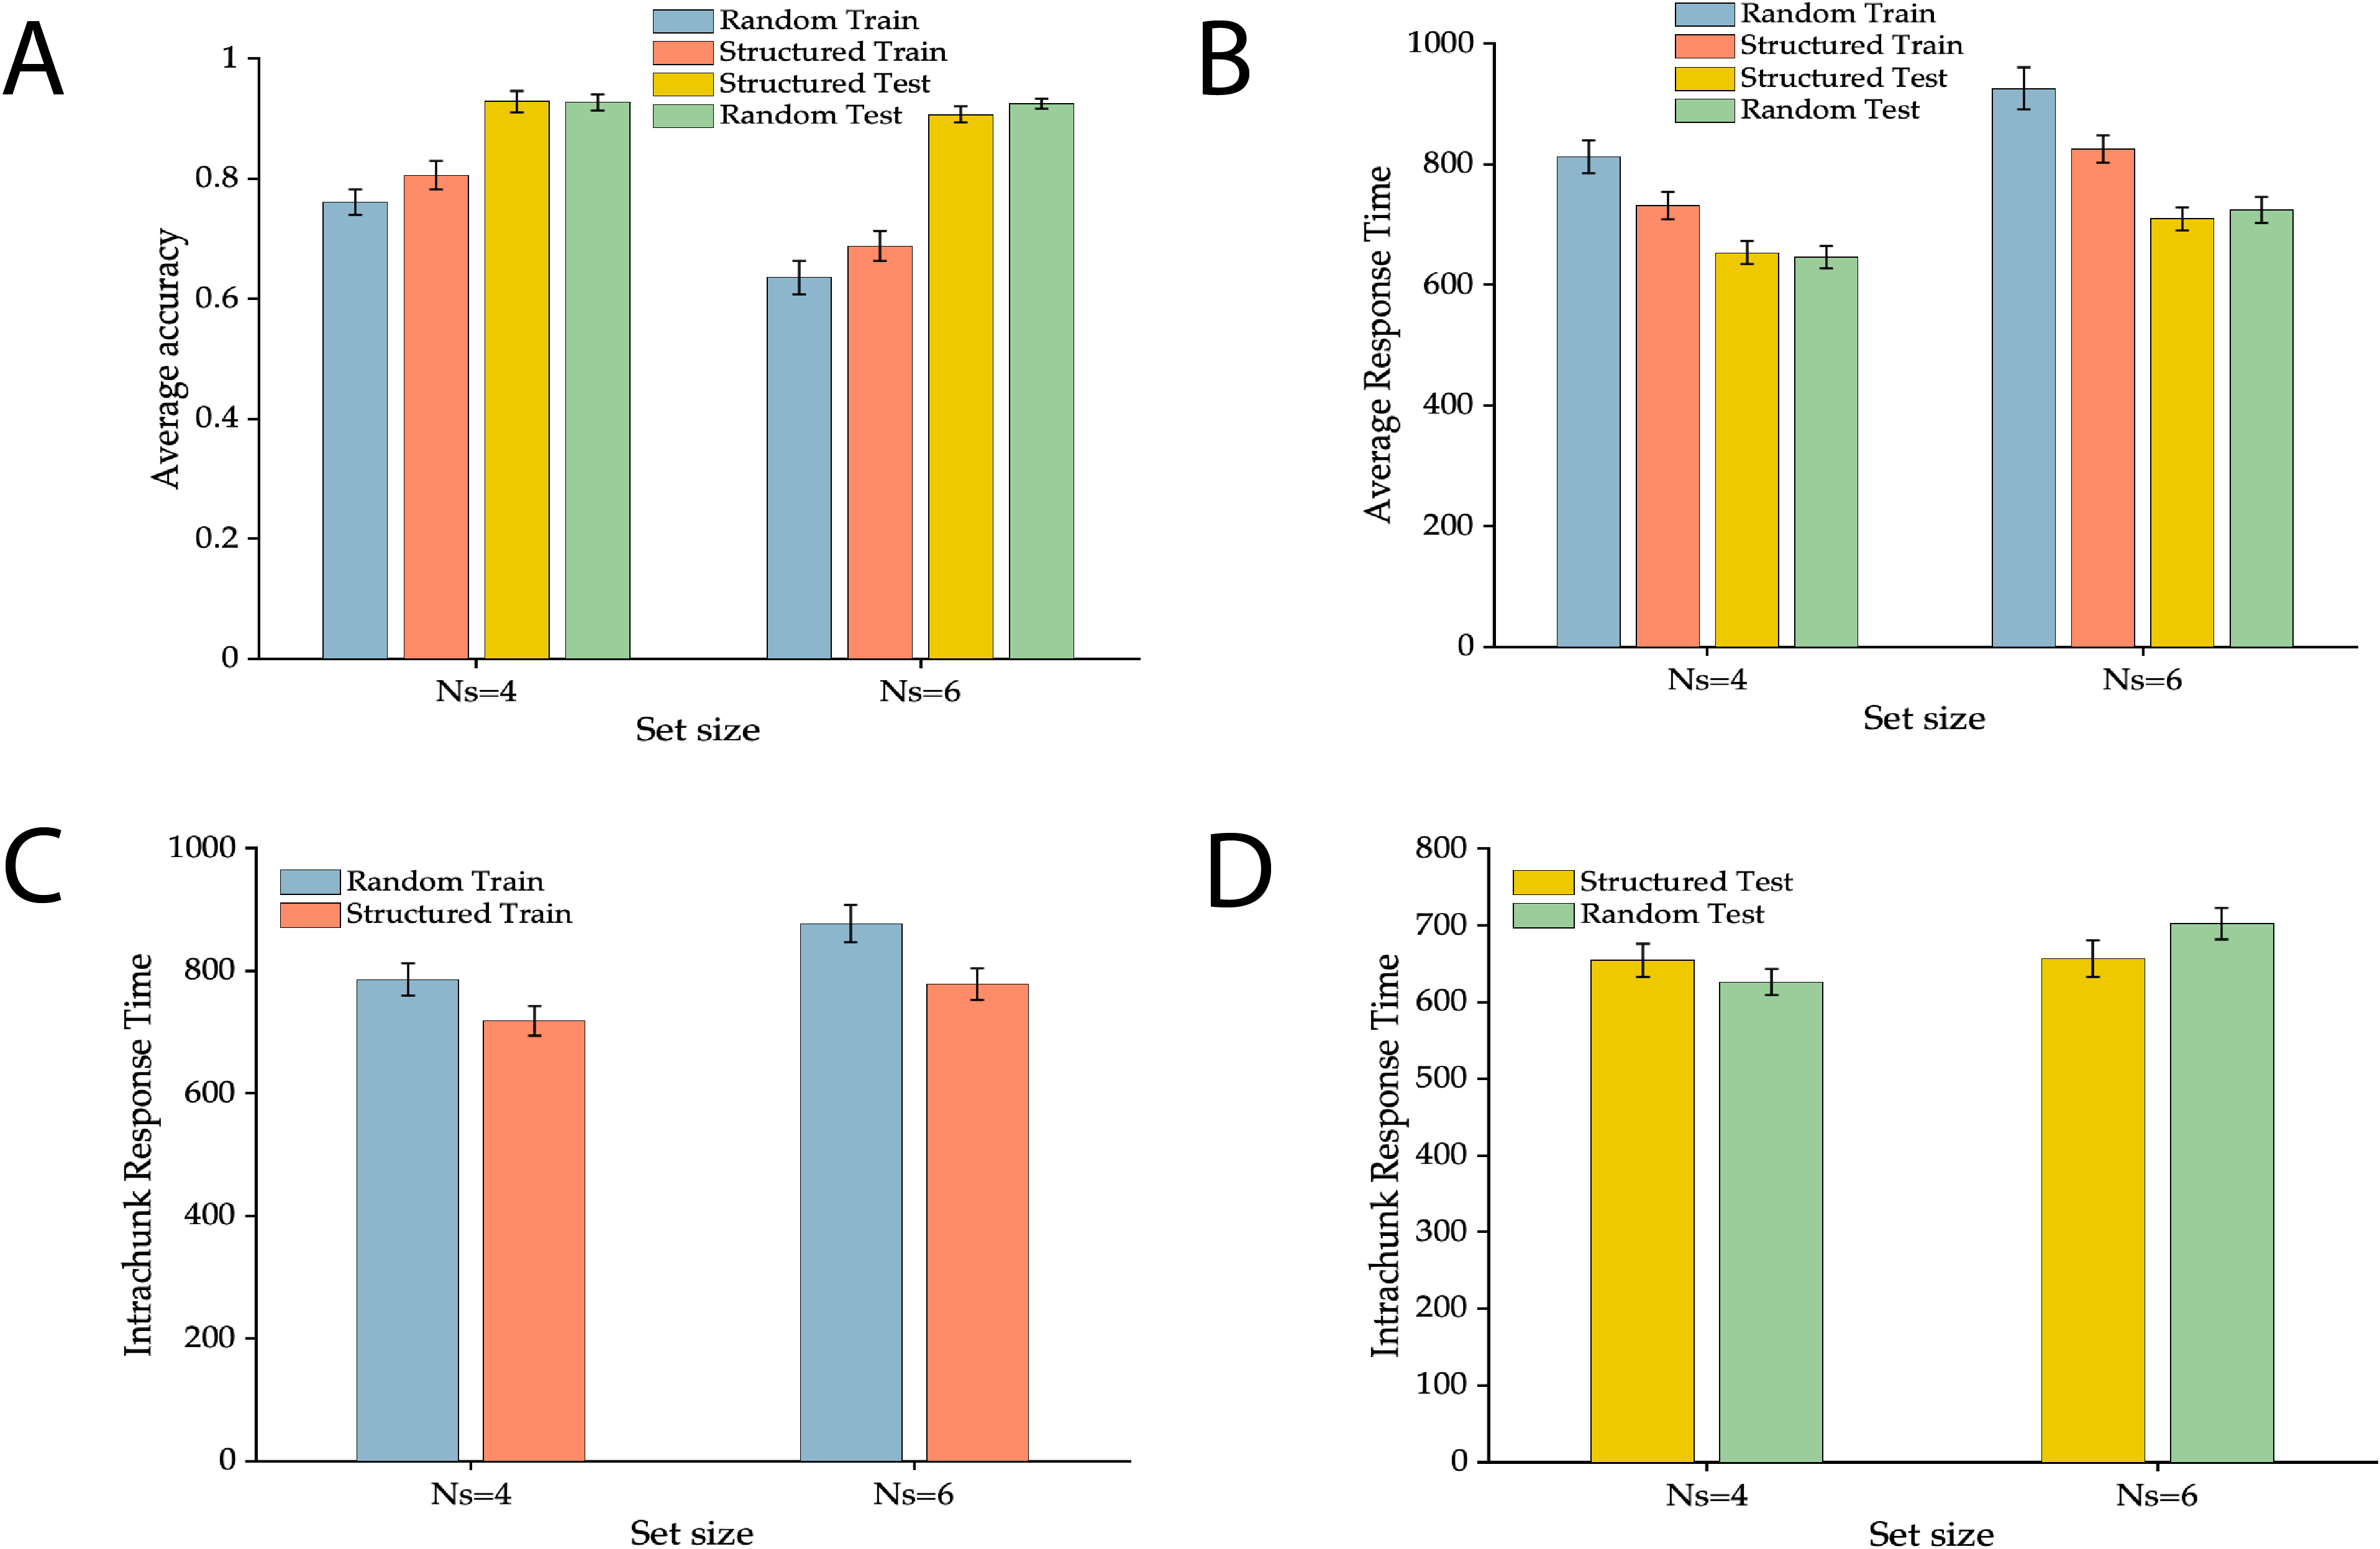 A
Random Train
Structured Train
Structured Test
Random Test
1
0.8
0.6
0.4
0.2
0
Average accuracy
Ns=4
Ns=6
Set size
B
Random Train
Structured Train
Structured Test
Random Test
1000
800
600
400
200
0
Average Response Time
Ns=4
Ns=6
Set size
C
Random Train
Structured Train
1000
800
600
400
200
0
Intrachunk Response Time
Ns=4
Ns=6
Set size
D
Structured Test
Random Test
800
700
600
500
400
300
200
100
0
Intrachunk Response Time
Ns=4
Ns=6
Set size